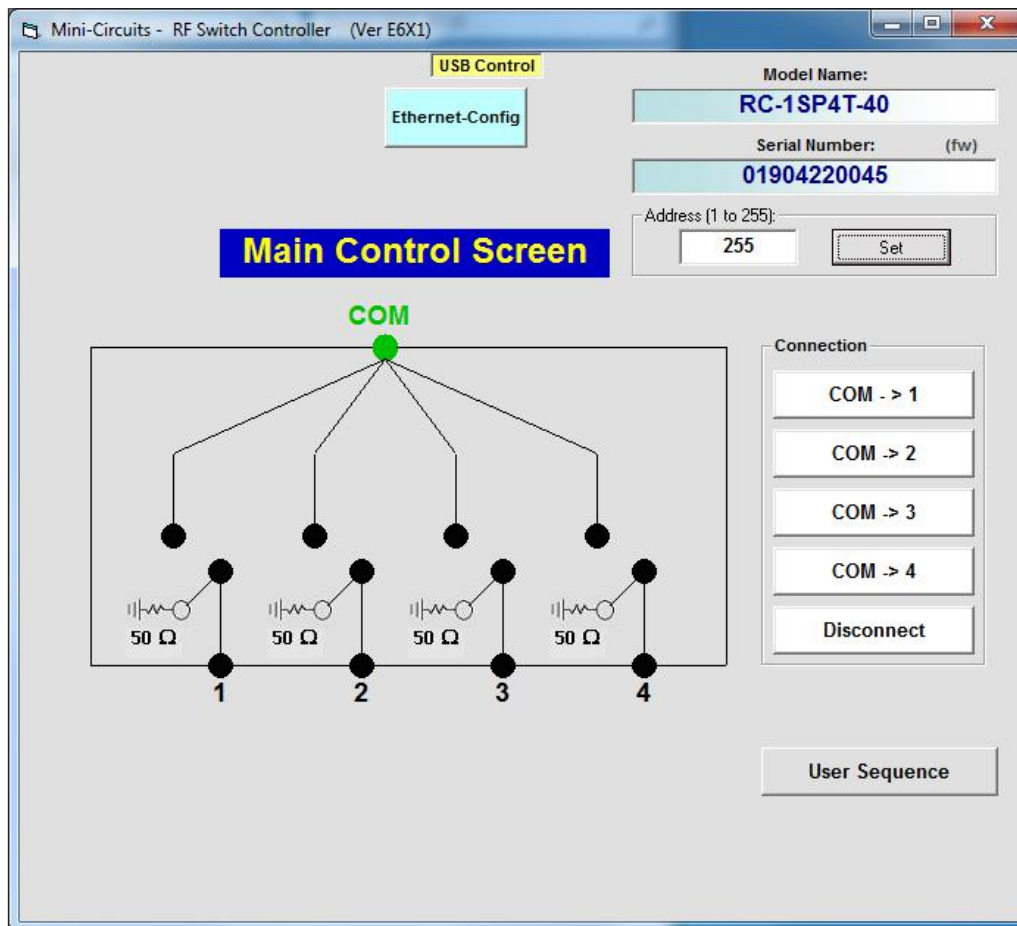 Mini-Circuits - RF Switch Controller (Ver E6X1)
USB Control
Ethernet-Config
Model Name:
RC-1SP4T-40
Serial Number: (fw)
01904220045
Address (1 to 255):
255 Set
Main Control Screen
COM
Connection
COM - > 1
COM -> 2
COM -> 3
COM -> 4
Disconnect
50 Ω 50 Ω 50 Ω 50 Ω
1 2 3 4
User Sequence